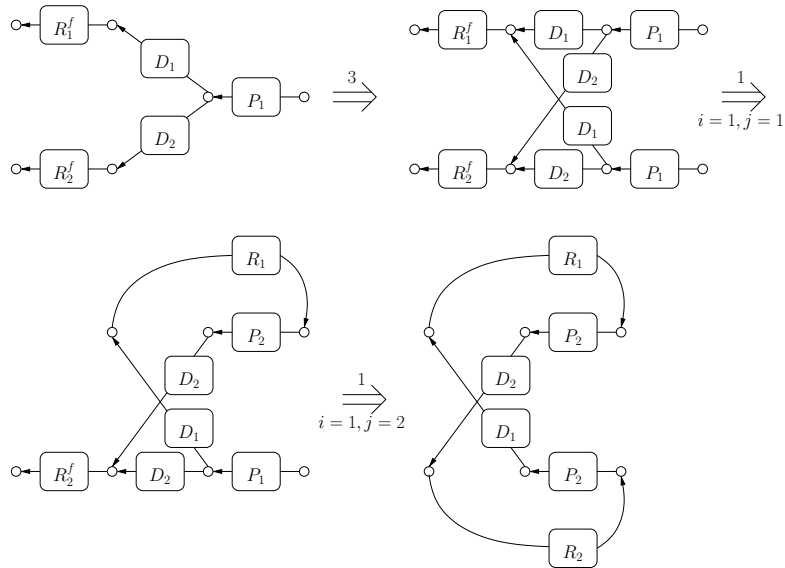 R_1^f D_1 D_2 P_1 R_2^f
3
R_1^f D_1 P_1 D_2 D_1 R_2^f D_2 P_1
1
i = 1, j = 1
R_1 P_2 D_2 D_1 R_2^f D_2 P_1
1
i = 1, j = 2
R_1 P_2 D_2 D_1 P_2 R_2